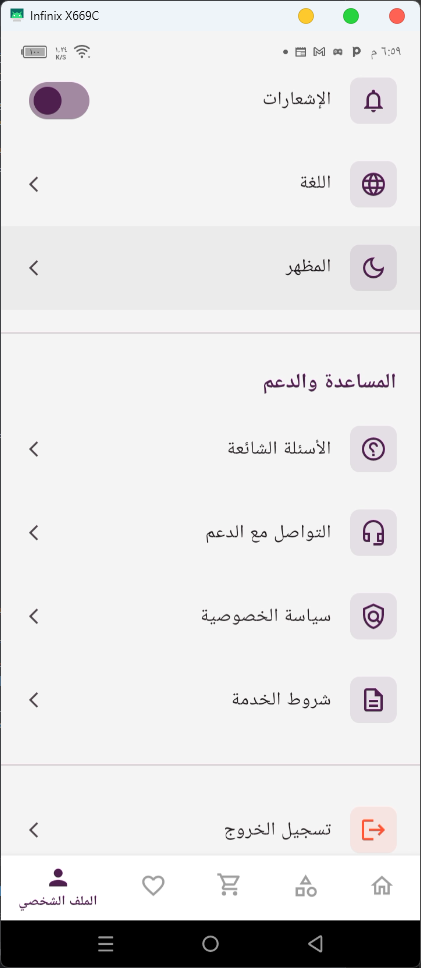 Infinix X669C
٦:٥٩ م
١٠٠
١.٢٤
K/S
الإشعارات
اللغة
المظهر
المساعدة والدعم
الأسئلة الشائعة
التواصل مع الدعم
سياسة الخصوصية
شروط الخدمة
تسجيل الخروج
الملف الشخصي